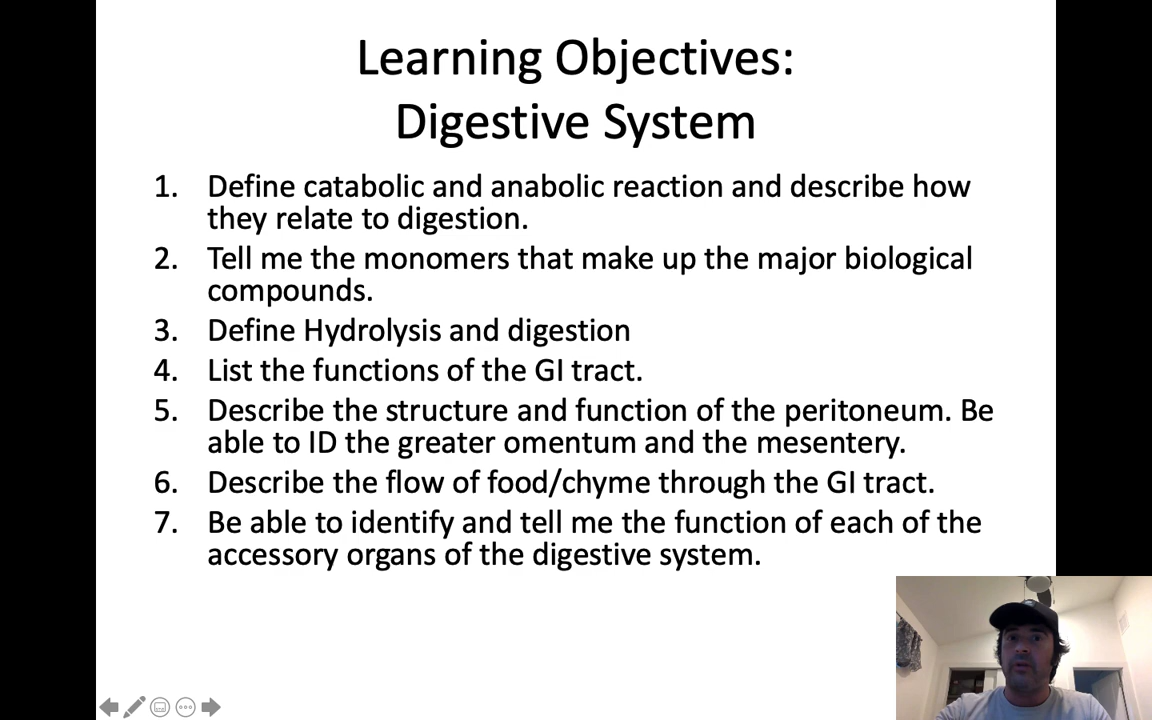 Learning Objectives:
Digestive System
1. Define catabolic and anabolic reaction and describe how
they relate to digestion.
2. Tell me the monomers that make up the major biological
compounds.
3. Define Hydrolysis and digestion
4. List the functions of the GI tract.
5. Describe the structure and function of the peritoneum. Be
able to ID the greater omentum and the mesentery.
6. Describe the flow of food/chyme through the GI tract.
7. Be able to identify and tell me the function of each of the
accessory organs of the digestive system.